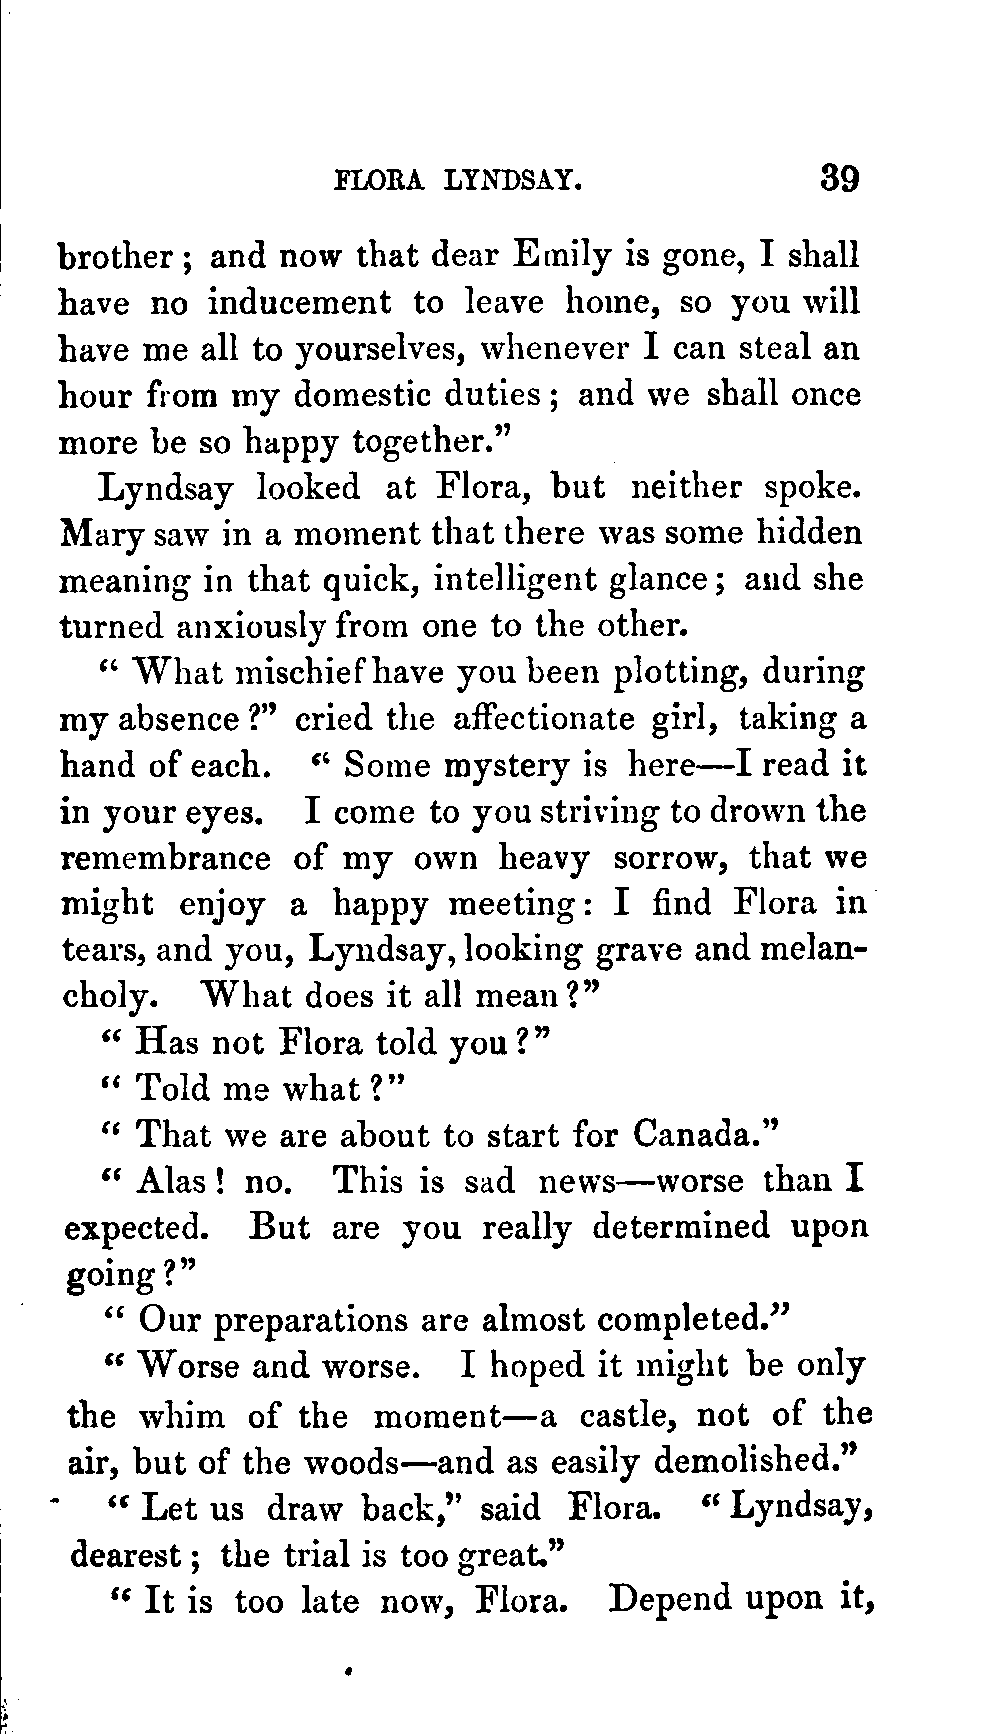 FLORA LYNDSAY. 39
brother; and now that dear Emily is gone, I shall
have no inducement to leave home, so you will
have me all to yourselves, whenever I can steal an
hour from my domestic duties; and we shall once
more be so happy together.”
Lyndsay looked at Flora, but neither spoke.
Mary saw in a moment that there was some hidden
meaning in that quick, intelligent glance; and she
turned anxiously from one to the other.
“ What mischief have you been plotting, during
my absence?” cried the affectionate girl, taking a
hand of each. “ Some mystery is here—I read it
in your eyes. I come to you striving to drown the
remembrance of my own heavy sorrow, that we
might enjoy a happy meeting: I find Flora in
tears, and you, Lyndsay, looking grave and melan-
choly. What does it all mean?”
“ Has not Flora told you?”
“ Told me what?”
“ That we are about to start for Canada.”
“ Alas! no. This is sad news—worse than I
expected. But are you really determined upon
going?”
“ Our preparations are almost completed.”
“ Worse and worse. I hoped it might be only
the whim of the moment—a castle, not of the
air, but of the woods—and as easily demolished.”
“ Let us draw back,” said Flora. “ Lyndsay,
dearest; the trial is too great.”
“ It is too late now, Flora. Depend upon it,